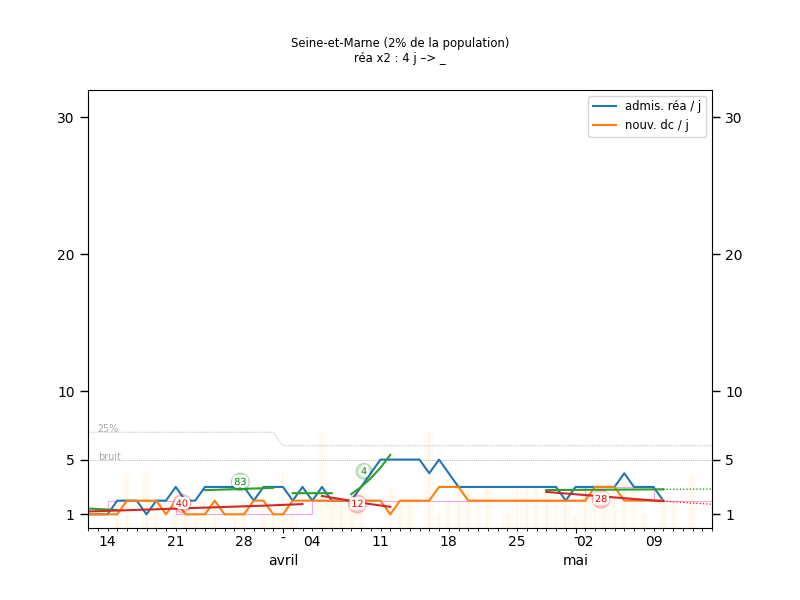 Seine-et-Marne (2% de la population)
réa x2 : 4 j –> _
admis. réa / j
nouv. dc / j
30 30
20 20
10 10
5 5
1 1
25%
bruit
83
40
4
12
28
14 21 28 - 04 11 18 25 - 02 09
avril mai